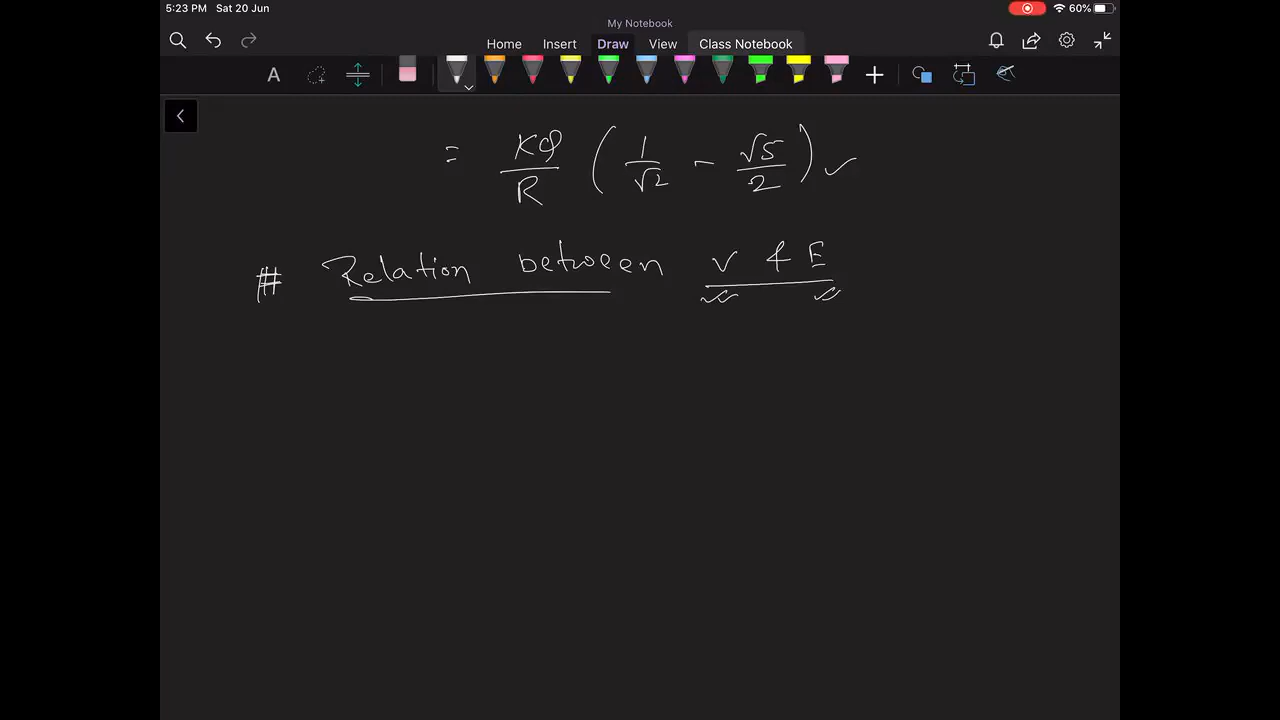 5:23 PM Sat 20 Jun
60%
My Notebook
Home Insert Draw View Class Notebook
A
= KQ/R (1/√2 - √5/2) ✓
# Relation between V & E